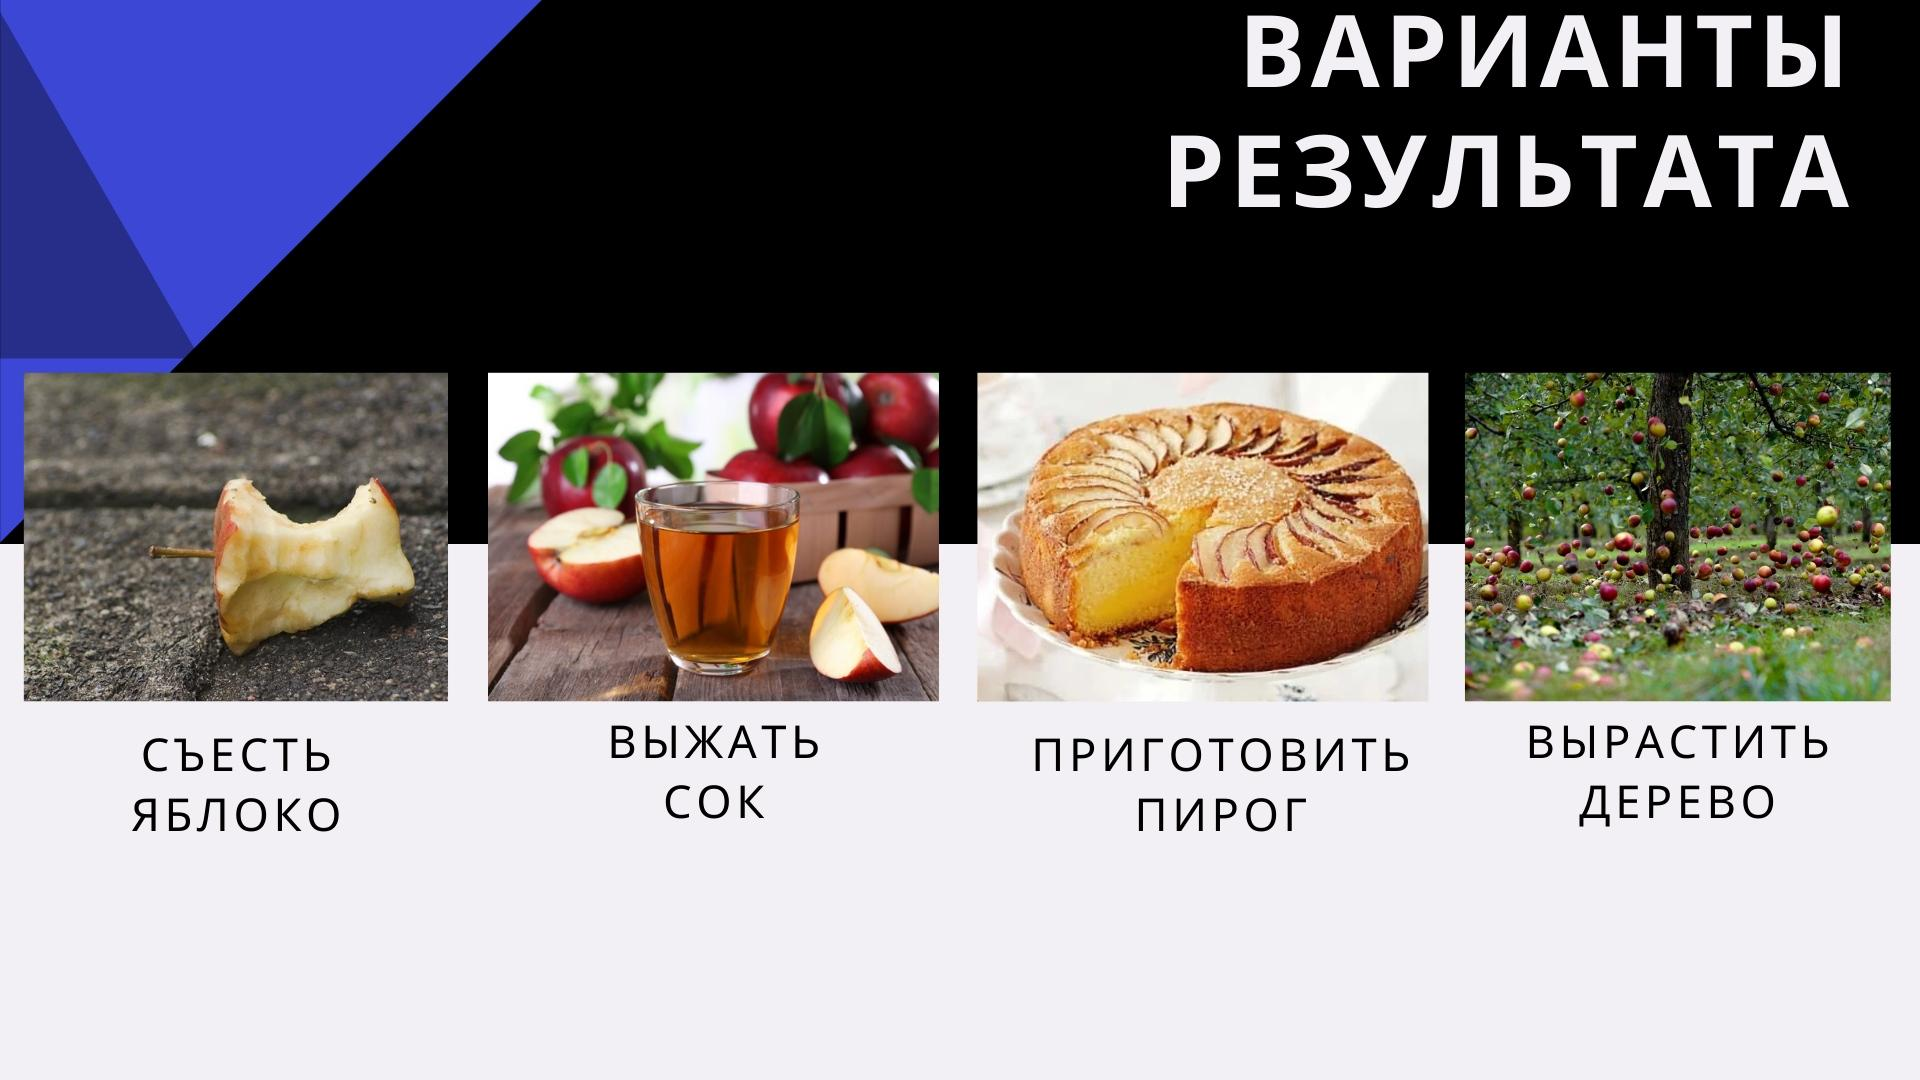 ВАРИАНТЫ
РЕЗУЛЬТАТА
СЪЕСТЬ
ЯБЛОКО
ВЫЖАТЬ
СОК
ПРИГОТОВИТЬ
ПИРОГ
ВЫРАСТИТЬ
ДЕРЕВО